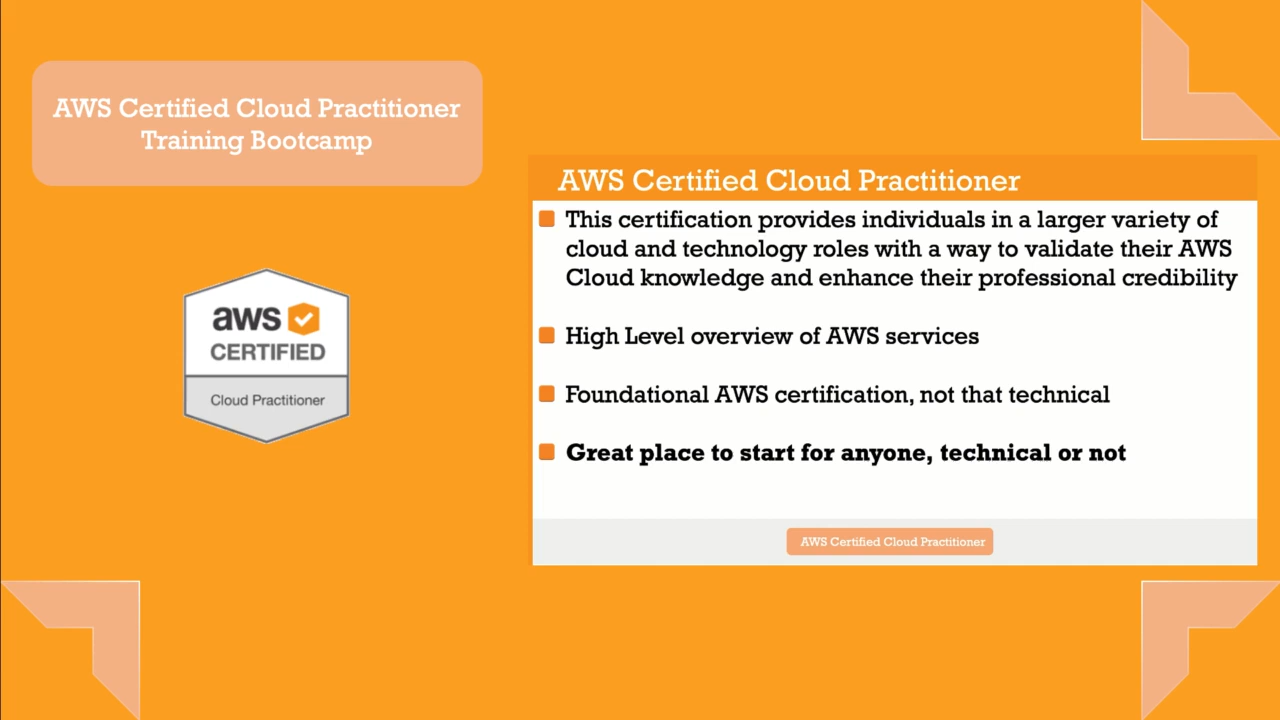 AWS Certified Cloud Practitioner
Training Bootcamp
aws
CERTIFIED
Cloud Practitioner
AWS Certified Cloud Practitioner
This certification provides individuals in a larger variety of
cloud and technology roles with a way to validate their AWS
Cloud knowledge and enhance their professional credibility
High Level overview of AWS services
Foundational AWS certification, not that technical
Great place to start for anyone, technical or not
AWS Certified Cloud Practitioner